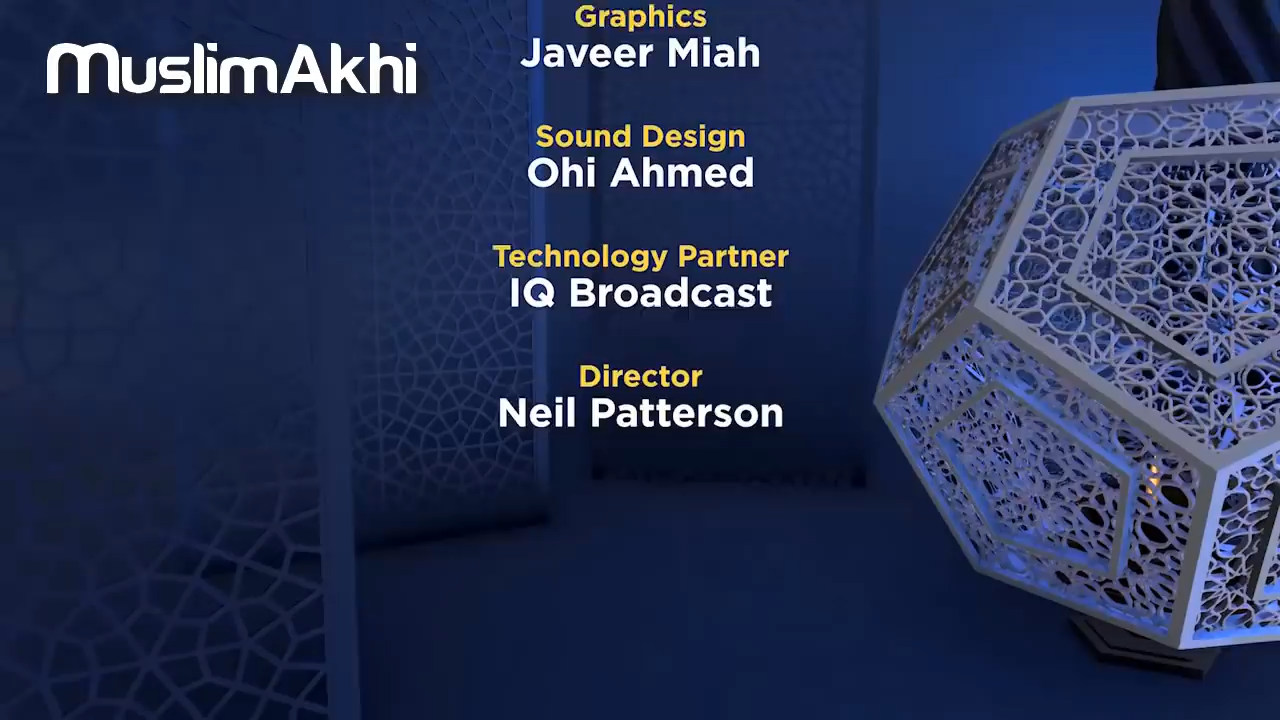 MuslimAkhi
Graphics
Javeer Miah
Sound Design
Ohi Ahmed
Technology Partner
IQ Broadcast
Director
Neil Patterson